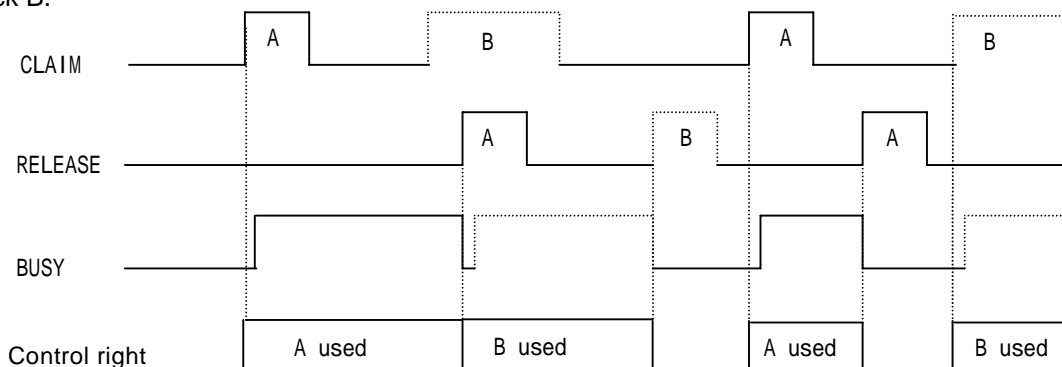 ck B.
A B A B
CLAIM
A B A
RELEASE
BUSY
Control right A used B used A used B used